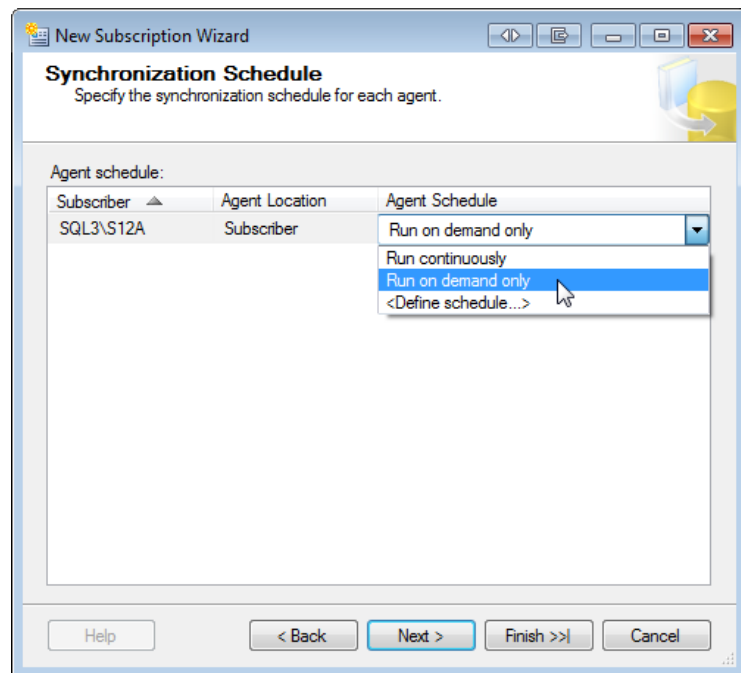 New Subscription Wizard
Synchronization Schedule
Specify the synchronization schedule for each agent.
Agent schedule:
Subscriber Agent Location Agent Schedule
SQL3\S12A Subscriber Run on demand only
Run continuously
Run on demand only
<Define schedule...>
Help < Back Next > Finish >>| Cancel